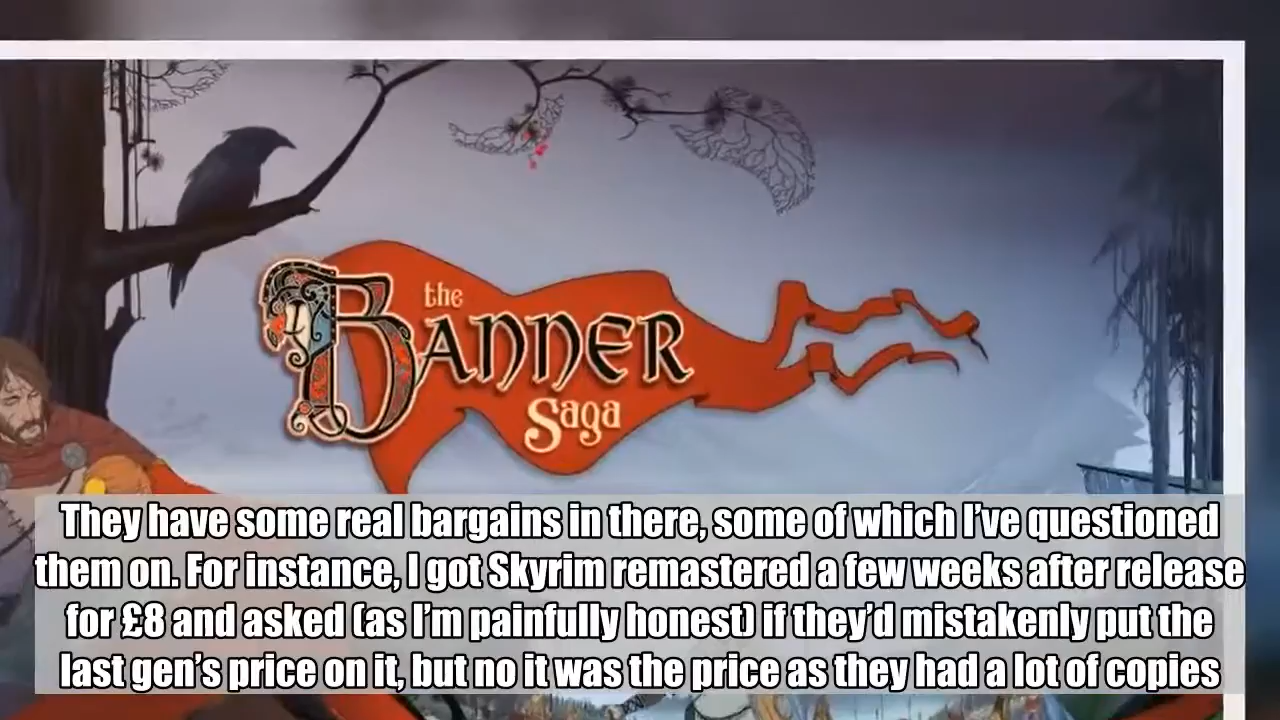 the
BANNER
Saga
They have some real bargains in there, some of which I've questioned
them on. For instance, I got Skyrim remastered a few weeks after release
for £8 and asked (as I'm painfully honest) if they'd mistakenly put the
last gen's price on it, but no it was the price as they had a lot of copies